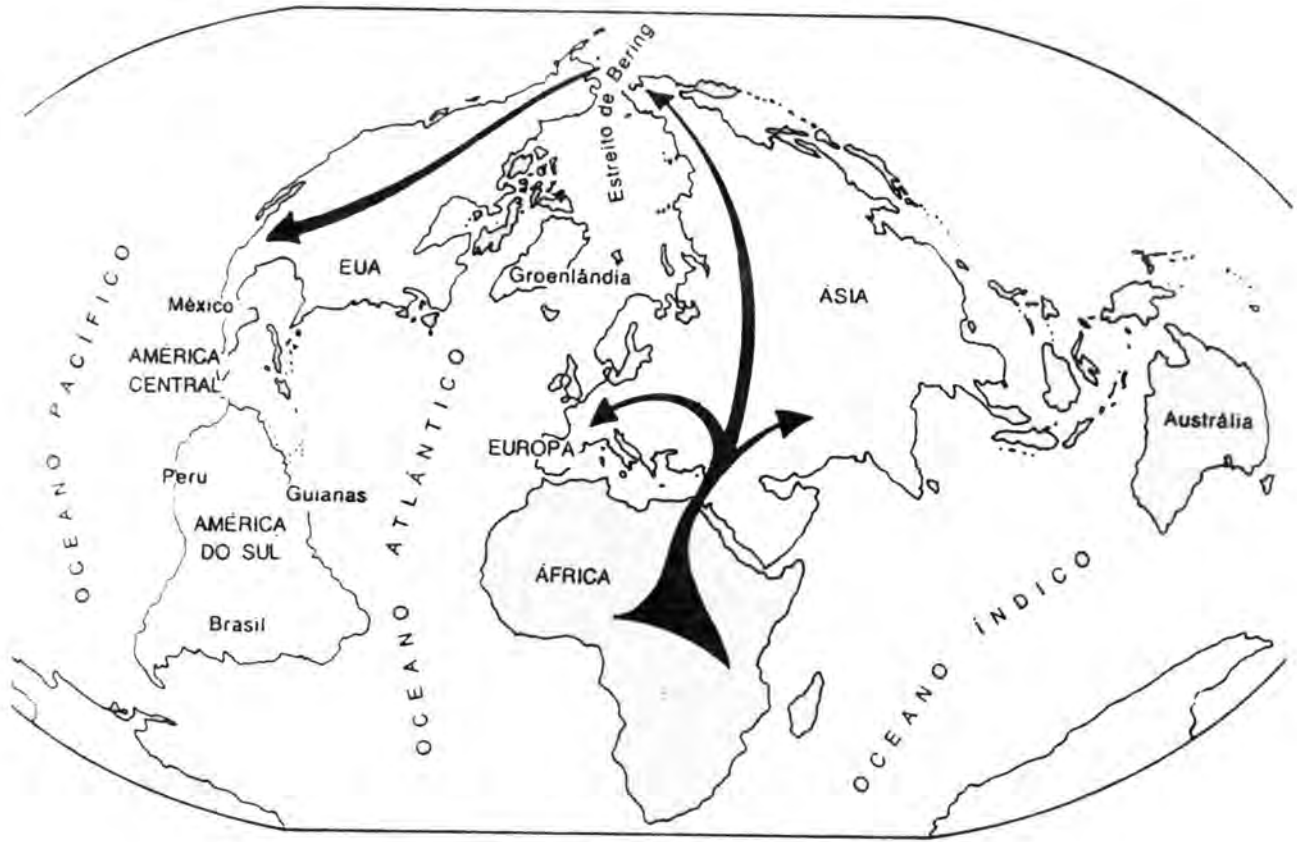 Estreito de Bering
EUA
Groenlândia
ÁSIA
México
AMÉRICA
CENTRAL
EUROPA
Austrália
Peru
Guianas
AMÉRICA
DO SUL
ÁFRICA
Brasil
OCEANO PACÍFICO
OCEANO ATLÂNTICO
OCEANO ÍNDICO